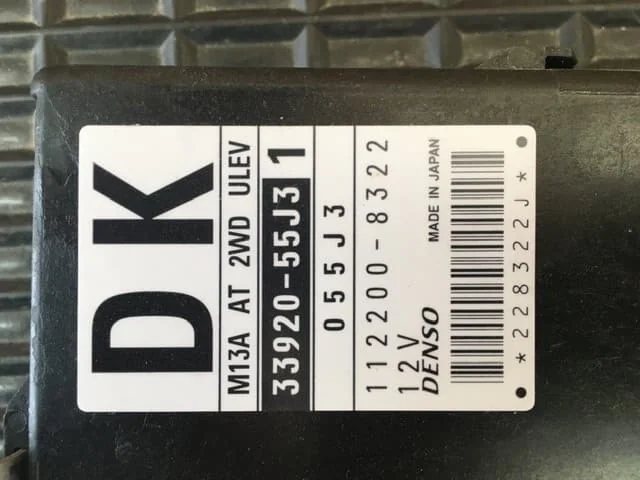 DK
M13A AT 2WD ULEV
33920-55J3 1
055J3
112200-8322
12V
DENSO MADE IN JAPAN
*228322J*